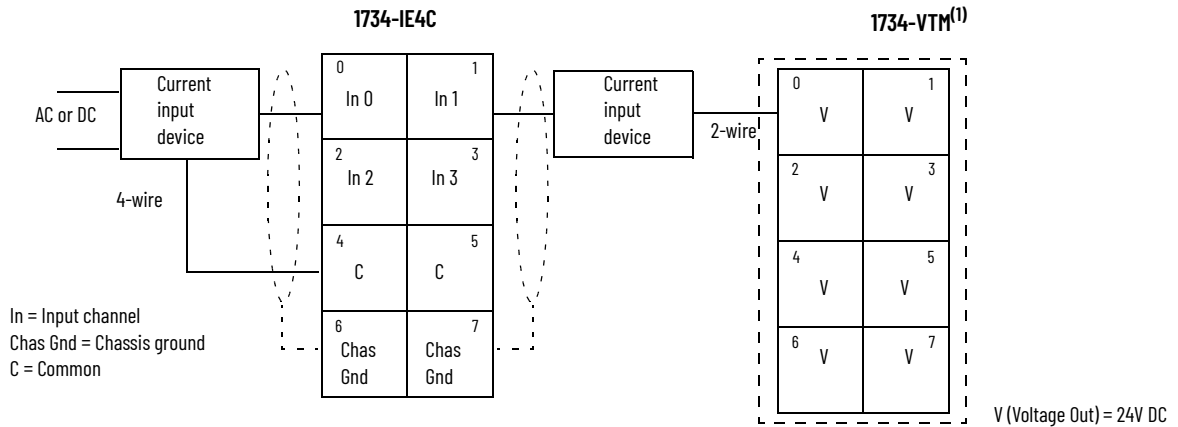 1734-IE4C
1734-VTM(1)
AC or DC
Current
input
device
4-wire
0
In 0
1
In 1
2
In 2
3
In 3
4
C
5
C
6
Chas
Gnd
7
Chas
Gnd
Current
input
device
2-wire
0
V
1
V
2
V
3
V
4
V
5
V
6
V
7
V
In = Input channel
Chas Gnd = Chassis ground
C = Common
V (Voltage Out) = 24V DC